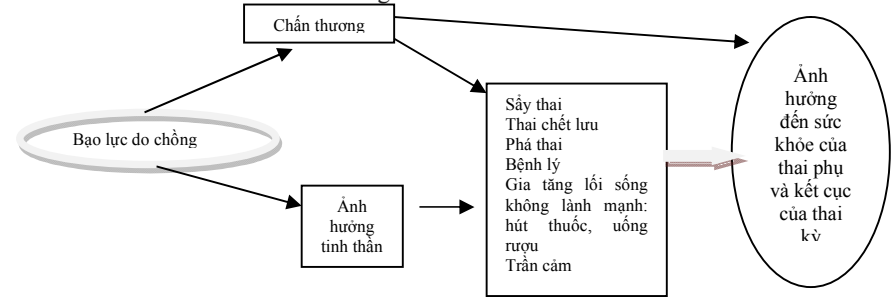 Chấn thương
Bạo lực do chồng
Ảnh
hưởng
tinh thần
Sẩy thai
Thai chết lưu
Phá thai
Bệnh lý
Gia tăng lối sống
không lành mạnh:
hút thuốc, uống
rượu
Trần cảm
Ảnh
hưởng
đến sức
khỏe của
thai phụ
và kết cục
của thai
kỳ